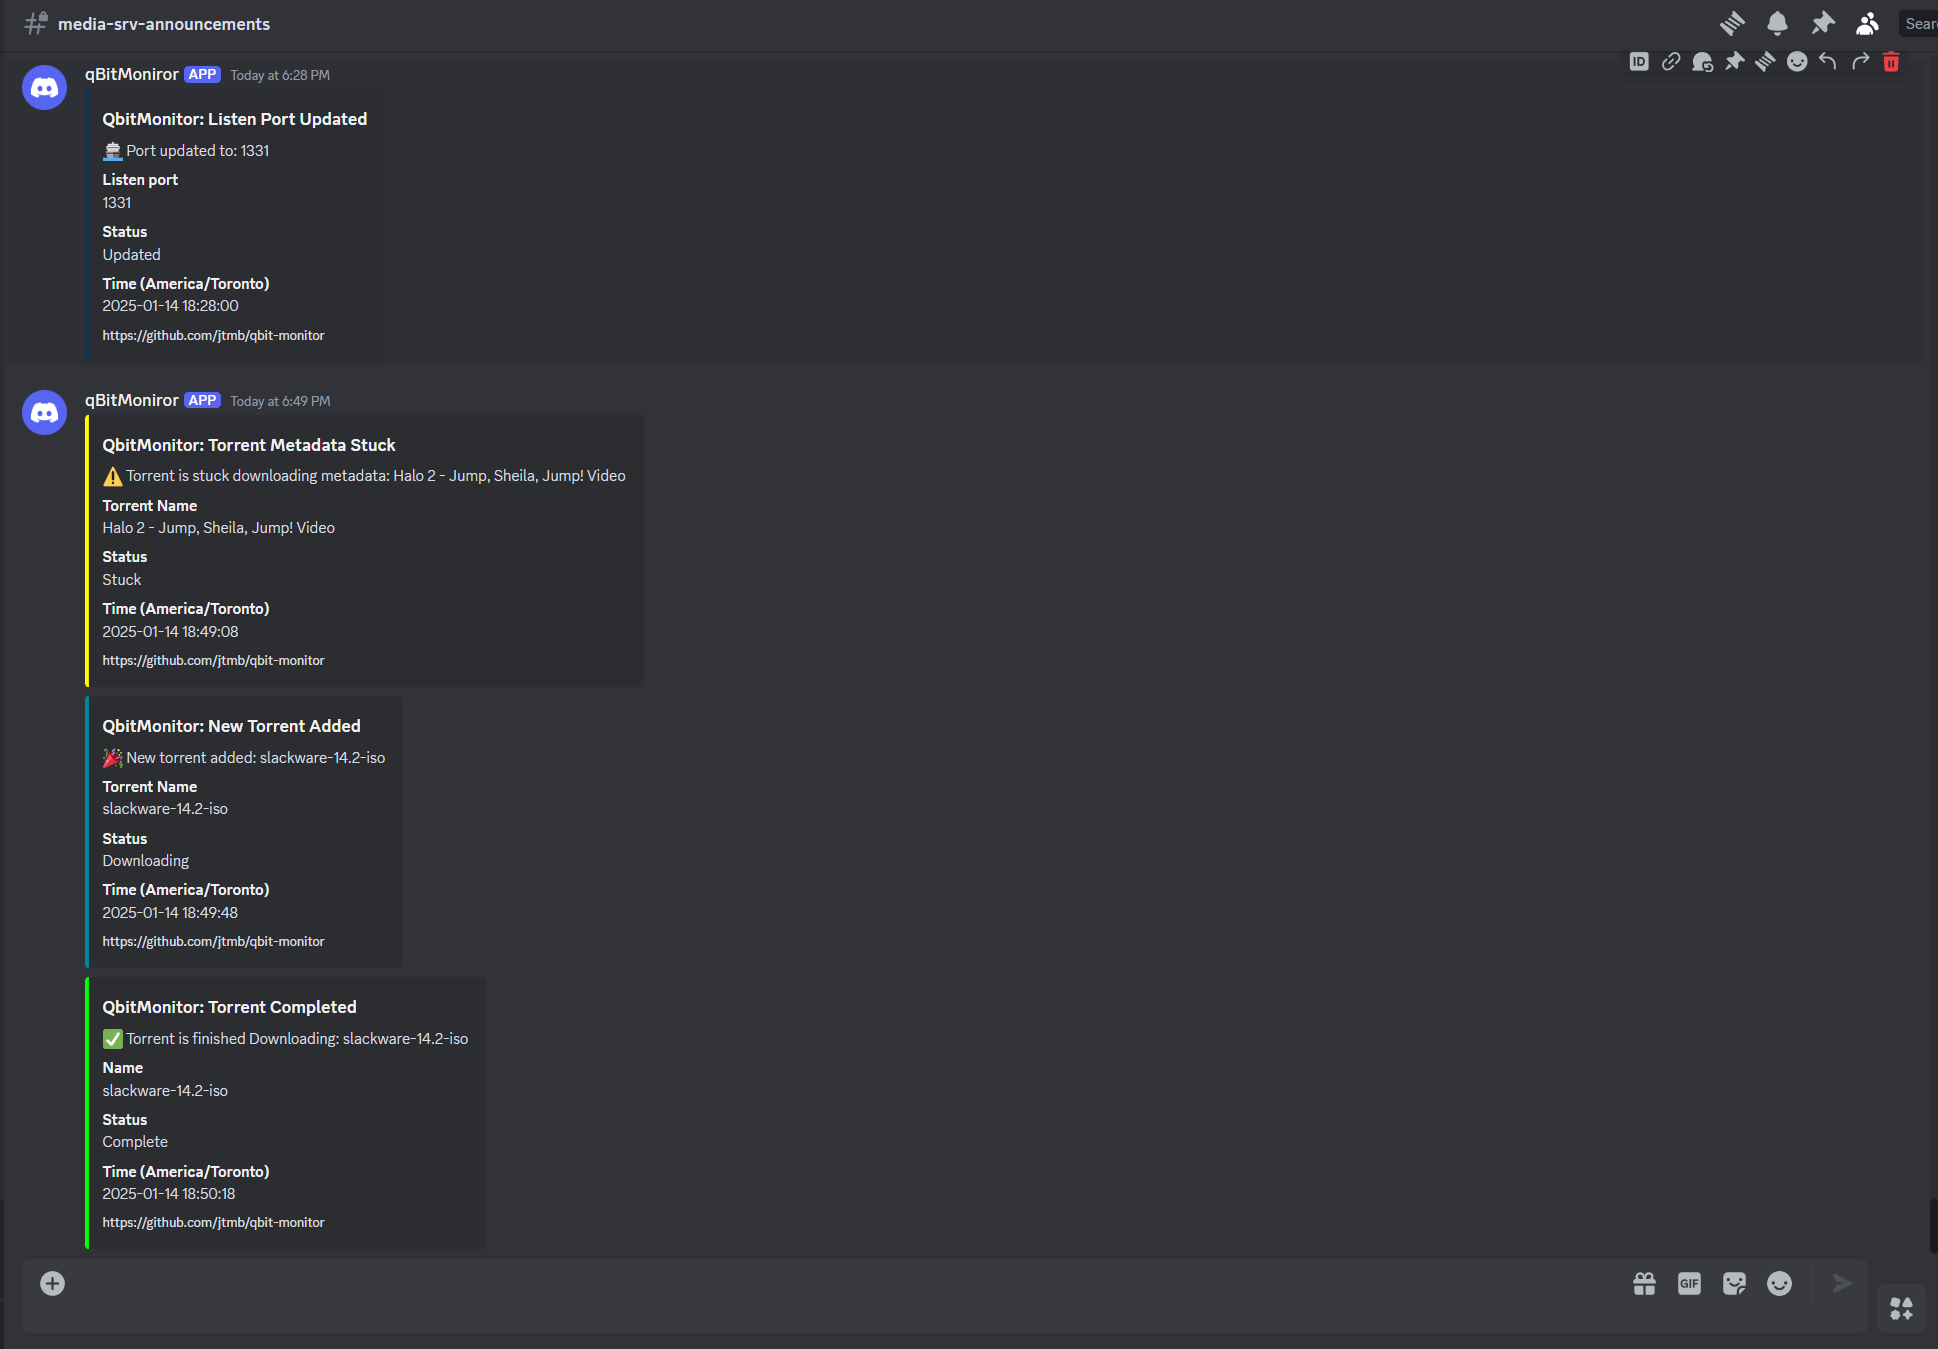 media-srv-announcements
Sear
qBitMoniror APP Today at 6:28 PM
ID
QbitMonitor: Listen Port Updated
🚢 Port updated to: 1331
Listen port
1331
Status
Updated
Time (America/Toronto)
2025-01-14 18:28:00
https://github.com/jtmb/qbit-monitor
qBitMoniror APP Today at 6:49 PM
QbitMonitor: Torrent Metadata Stuck
⚠️ Torrent is stuck downloading metadata: Halo 2 - Jump, Sheila, Jump! Video
Torrent Name
Halo 2 - Jump, Sheila, Jump! Video
Status
Stuck
Time (America/Toronto)
2025-01-14 18:49:08
https://github.com/jtmb/qbit-monitor
QbitMonitor: New Torrent Added
🎉 New torrent added: slackware-14.2-iso
Torrent Name
slackware-14.2-iso
Status
Downloading
Time (America/Toronto)
2025-01-14 18:49:48
https://github.com/jtmb/qbit-monitor
QbitMonitor: Torrent Completed
✅ Torrent is finished Downloading: slackware-14.2-iso
Name
slackware-14.2-iso
Status
Complete
Time (America/Toronto)
2025-01-14 18:50:18
https://github.com/jtmb/qbit-monitor
GIF